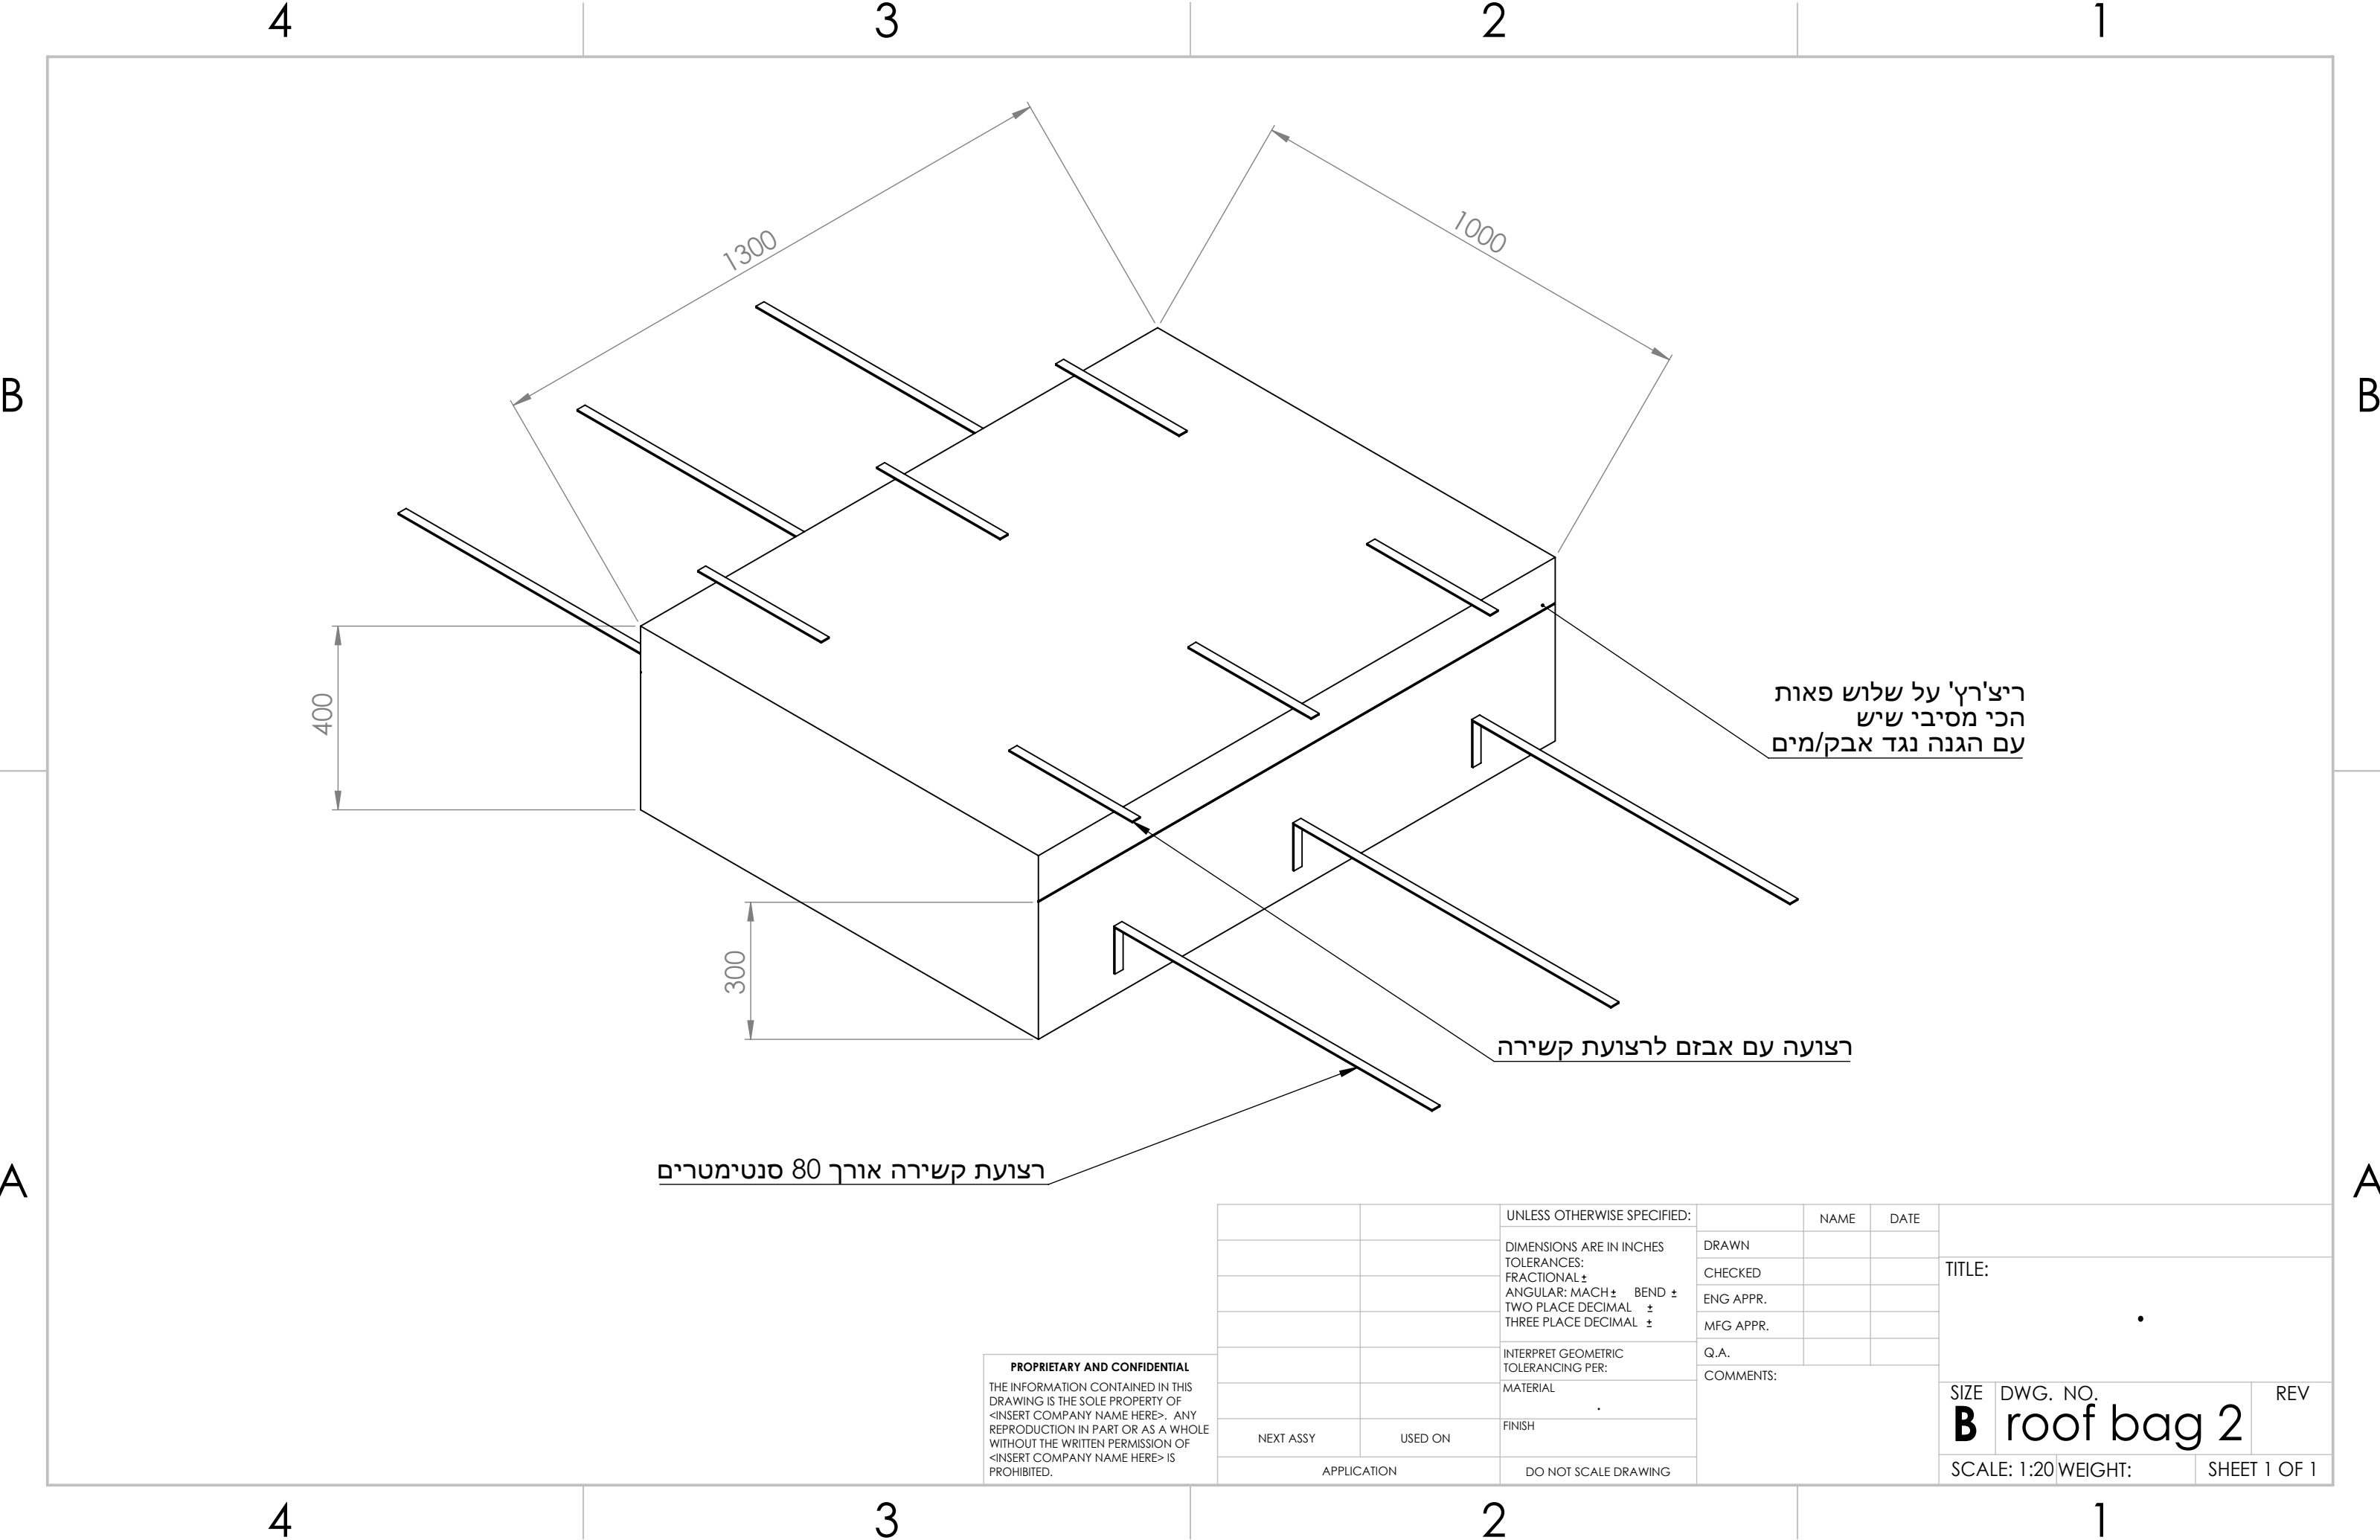 4 3 2 1
B B
1300
1000
400
300
ריצ'רץ' על שלוש פאות
הכי מסיבי שיש
עם הגנה נגד אבק/מים
רצועה עם אבזם לרצועת קשירה
רצועת קשירה אורך 80 סנטימטרים
A A
PROPRIETARY AND CONFIDENTIAL
THE INFORMATION CONTAINED IN THIS
DRAWING IS THE SOLE PROPERTY OF
<INSERT COMPANY NAME HERE>. ANY
REPRODUCTION IN PART OR AS A WHOLE
WITHOUT THE WRITTEN PERMISSION OF
<INSERT COMPANY NAME HERE> IS
PROHIBITED.
NEXT ASSY USED ON
APPLICATION
UNLESS OTHERWISE SPECIFIED:
DIMENSIONS ARE IN INCHES
TOLERANCES:
FRACTIONAL ±
ANGULAR: MACH ± BEND ±
TWO PLACE DECIMAL ±
THREE PLACE DECIMAL ±
INTERPRET GEOMETRIC
TOLERANCING PER:
MATERIAL
.
FINISH
DO NOT SCALE DRAWING
NAME DATE
DRAWN
CHECKED
ENG APPR.
MFG APPR.
Q.A.
COMMENTS:
TITLE:
.
SIZE DWG. NO. REV
B roof bag 2
SCALE: 1:20 WEIGHT: SHEET 1 OF 1
4 3 2 1